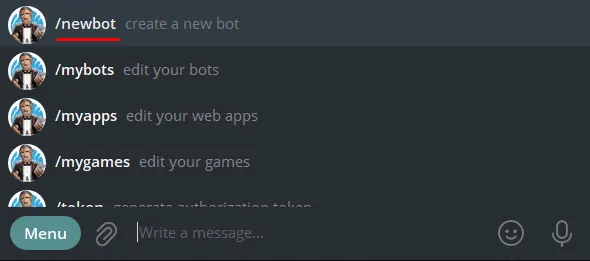 /newbot create a new bot
/mybots edit your bots
/myapps edit your web apps
/mygames edit your games
/token generate authorization token
Menu Write a message...